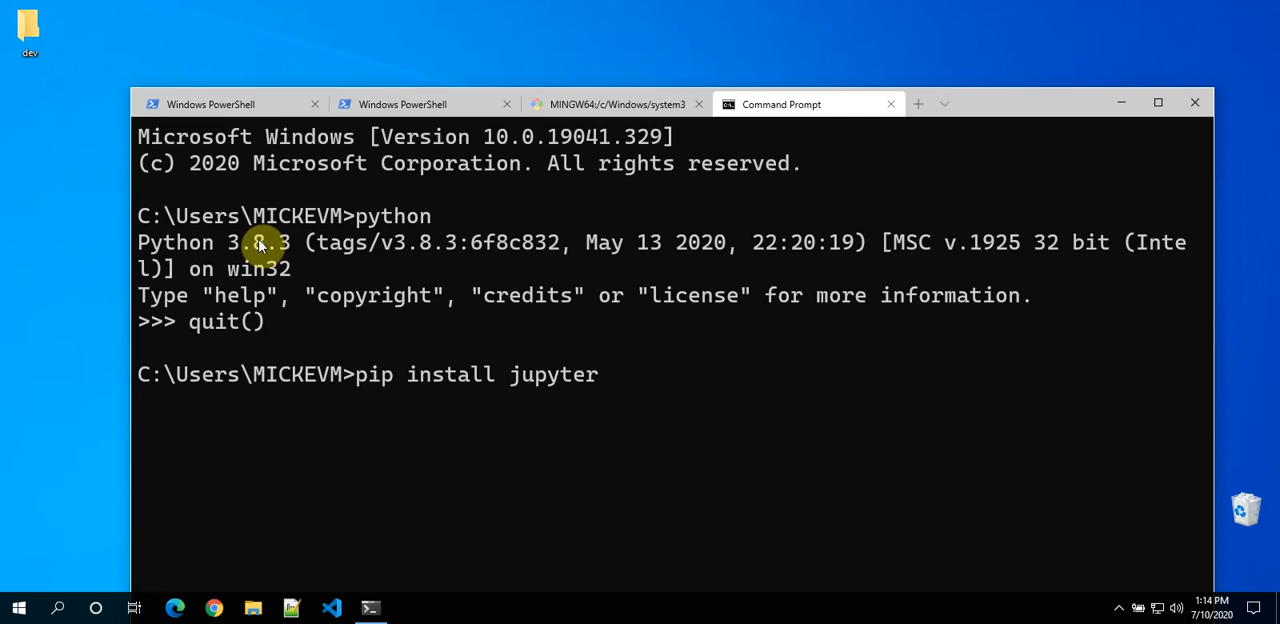 dev
Windows PowerShell
Windows PowerShell
MINGW64:/c/Windows/system3
Command Prompt
Microsoft Windows [Version 10.0.19041.329]
(c) 2020 Microsoft Corporation. All rights reserved.
C:\Users\MICKEVM>python
Python 3.8.3 (tags/v3.8.3:6f8c832, May 13 2020, 22:20:19) [MSC v.1925 32 bit (Inte
l)] on win32
Type "help", "copyright", "credits" or "license" for more information.
>>> quit()
C:\Users\MICKEVM>pip install jupyter
1:14 PM
7/10/2020